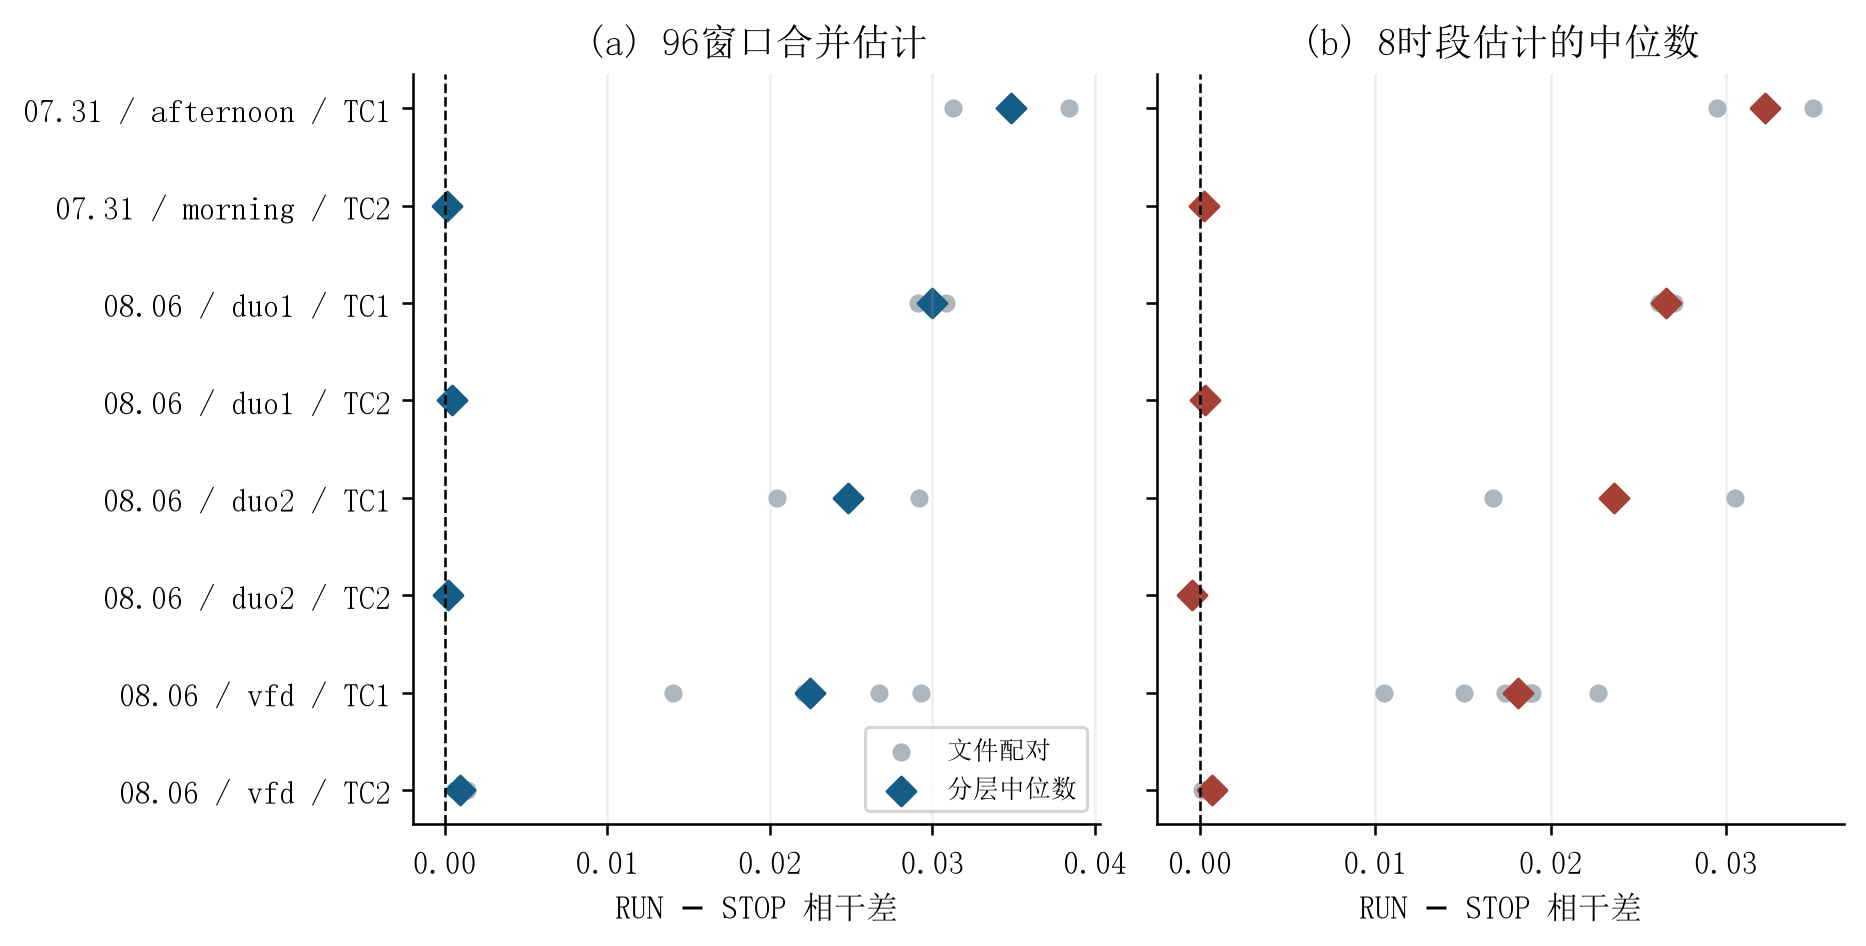 (a) 96窗口合并估计
(b) 8时段估计的中位数
07.31 / afternoon / TC1
07.31 / morning / TC2
08.06 / duo1 / TC1
08.06 / duo1 / TC2
08.06 / duo2 / TC1
08.06 / duo2 / TC2
08.06 / vfd / TC1
08.06 / vfd / TC2
文件配对
分层中位数
0.00 0.01 0.02 0.03 0.04
RUN − STOP 相干差
0.00 0.01 0.02 0.03
RUN − STOP 相干差